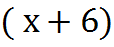 ( x + 6)